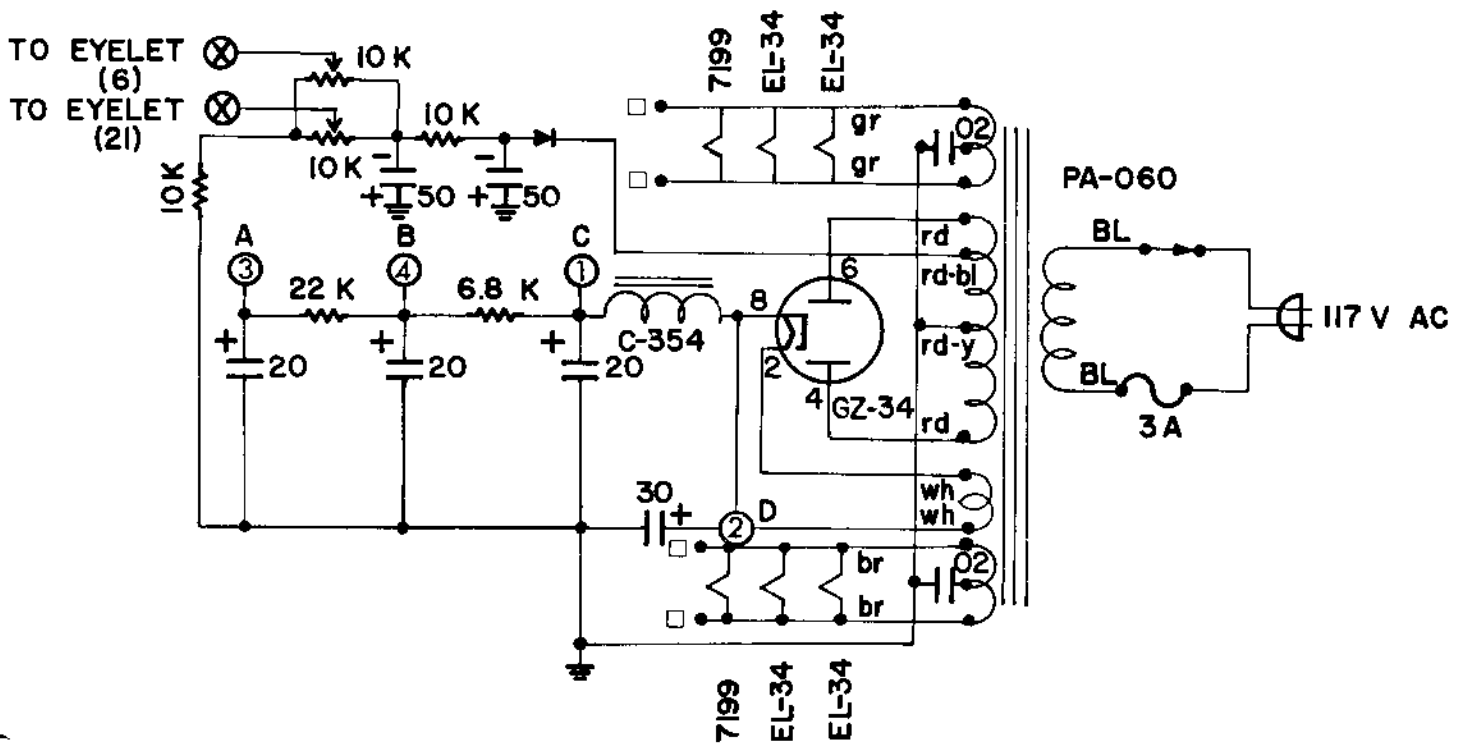 TO EYELET
(6)
TO EYELET
(21)
10 K
10 K
10 K
10 K
-
+
50
-
+
50
7199
EL-34
EL-34
gr
gr
02
PA-060
BL
BL
3 A
117 V AC
A
3
B
4
C
1
22 K
6.8 K
C-354
+
20
+
20
+
20
8
2
6
4
GZ-34
rd
rd-bl
rd-y
rd
wh
wh
30
+
2
D
br
br
02
7199
EL-34
EL-34